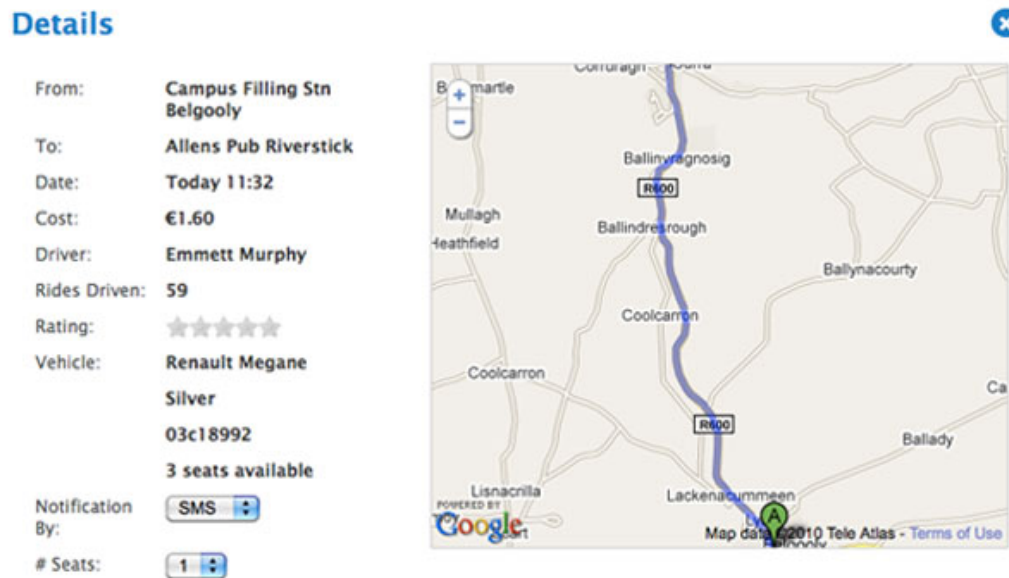 Details
From: Campus Filling Stn
Belgooly
To: Allens Pub Riverstick
Date: Today 11:32
Cost: €1.60
Driver: Emmett Murphy
Rides Driven: 59
Rating:
Vehicle: Renault Megane
Silver
03c18992
3 seats available
Notification
By: SMS
# Seats: 1
Corruragh
Ballinvragnosig
R600
Mullagh
Heathfield
Ballindresrough
Ballynacourty
Coolcarron
Coolcarron
R600
Ballady
Lisnacrilla
Lackenacummeen
POWERED BY
Google
A
Map data ©2010 Tele Atlas - Terms of Use